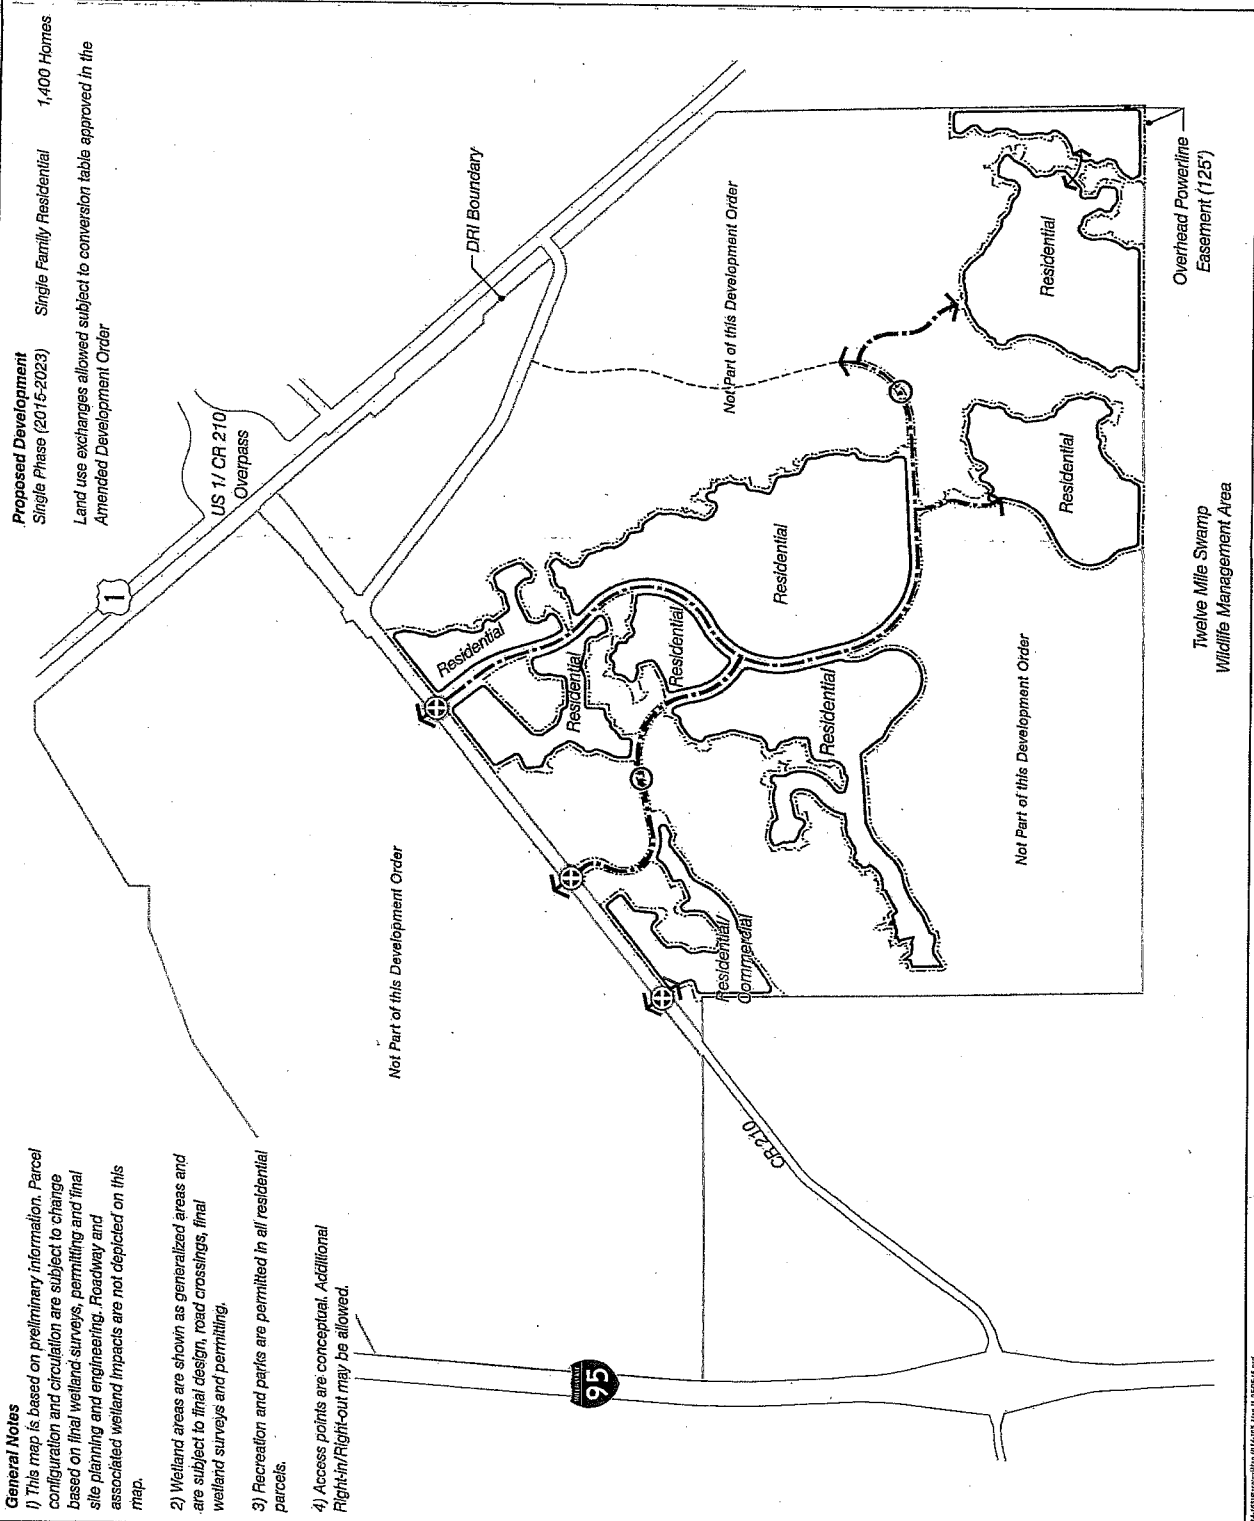 General Notes
1) This map is based on preliminary information. Parcel
configuration and circulation are subject to change
based on final wetland surveys, permitting and final
site planning and engineering. Roadway and
associated wetland impacts are not depicted on this
map.
2) Wetland areas are shown as generalized areas and
are subject to final design, road crossings, final
wetland surveys and permitting.
3) Recreation and parks are permitted in all residential
parcels.
4) Access points are conceptual. Additional
Right-in/Right-out may be allowed.
Proposed Development
Single Phase (2015-2023) Single Family Residential 1,400 Homes
Land use exchanges allowed subject to conversion table approved in the
Amended Development Order
1
US 1/ CR 210
Overpass
DRI Boundary
Not Part of this Development Order
Not Part of this Development Order
Residential
Residential
Residential
Residential
Residential
Residential
Residential
Residential/
Commercial
Not Part of this Development Order
CR 210
INTERSTATE
95
Overhead Powerline
Easement (125')
Twelve Mile Swamp
Wildlife Management Area